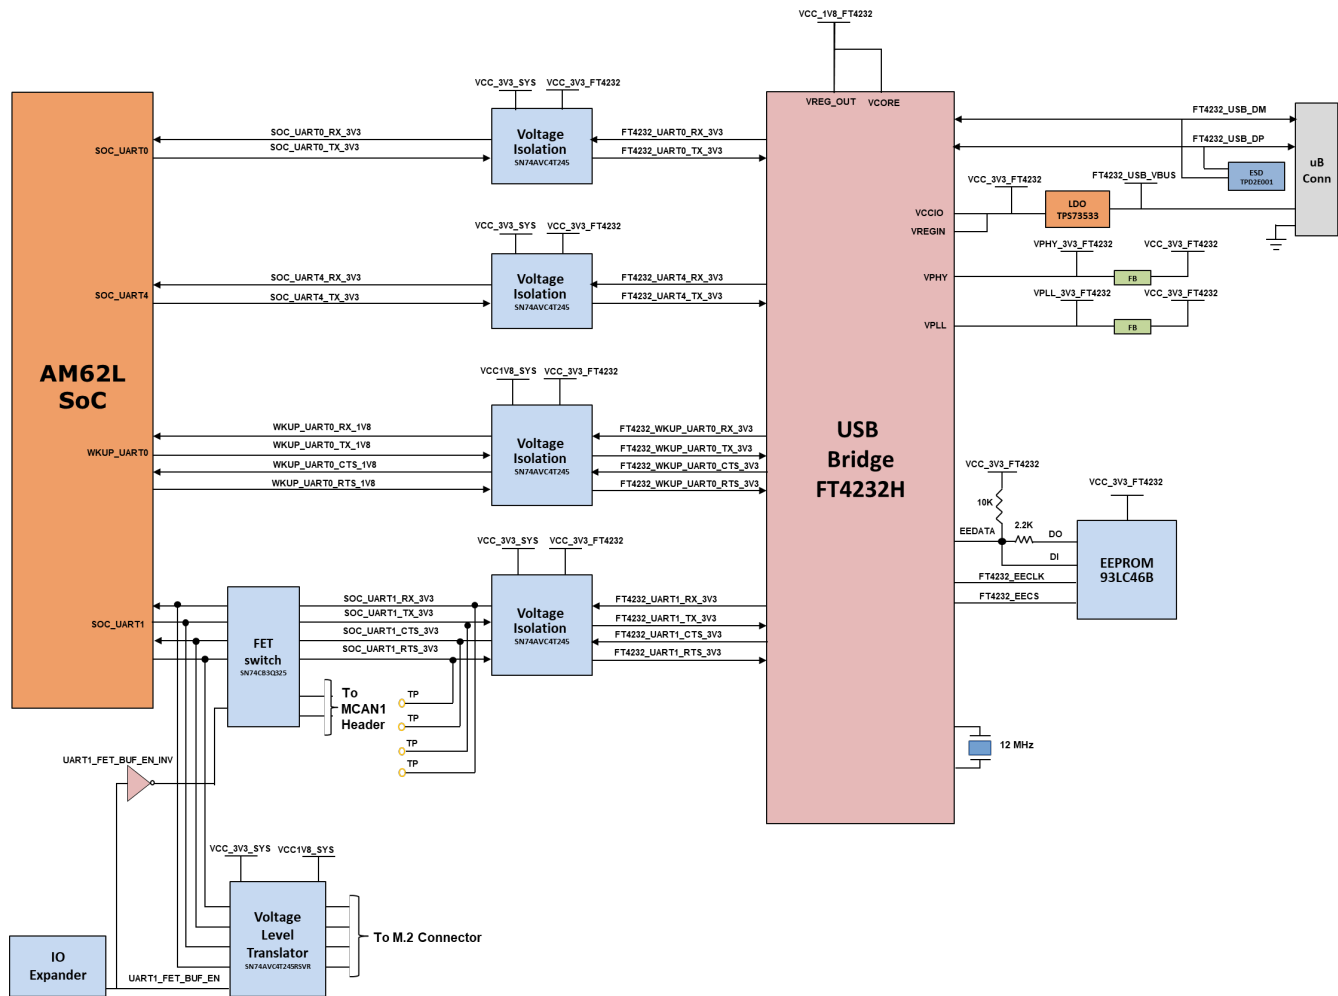 VCC_1V8_FT4232
VREG_OUT
VCORE
AM62L
SoC
SOC_UART0
SOC_UART4
WKUP_UART0
SOC_UART1
VCC_3V3_SYS
VCC_3V3_FT4232
SOC_UART0_RX_3V3
SOC_UART0_TX_3V3
Voltage
Isolation
SN74AVC4T245
FT4232_UART0_RX_3V3
FT4232_UART0_TX_3V3
VCC_3V3_SYS
VCC_3V3_FT4232
SOC_UART4_RX_3V3
SOC_UART4_TX_3V3
Voltage
Isolation
SN74AVC4T245
FT4232_UART4_RX_3V3
FT4232_UART4_TX_3V3
VCC1V8_SYS
VCC_3V3_FT4232
WKUP_UART0_RX_1V8
WKUP_UART0_TX_1V8
WKUP_UART0_CTS_1V8
WKUP_UART0_RTS_1V8
Voltage
Isolation
SN74AVC4T245
FT4232_WKUP_UART0_RX_3V3
FT4232_WKUP_UART0_TX_3V3
FT4232_WKUP_UART0_CTS_3V3
FT4232_WKUP_UART0_RTS_3V3
VCC_3V3_SYS
VCC_3V3_FT4232
SOC_UART1_RX_3V3
SOC_UART1_TX_3V3
SOC_UART1_CTS_3V3
SOC_UART1_RTS_3V3
Voltage
Isolation
SN74AVC4T245
FT4232_UART1_RX_3V3
FT4232_UART1_TX_3V3
FT4232_UART1_CTS_3V3
FT4232_UART1_RTS_3V3
FET
switch
SN74CB3Q325
To
MCAN1
Header
TP
TP
TP
TP
UART1_FET_BUF_EN_INV
VCC_3V3_SYS
VCC1V8_SYS
Voltage
Level
Translator
SN74AVC4T245RSVR
To M.2 Connector
IO
Expander
UART1_FET_BUF_EN
USB
Bridge
FT4232H
FT4232_USB_DM
FT4232_USB_DP
ESD
TPD2E001
uB
Conn
VCC_3V3_FT4232
FT4232_USB_VBUS
LDO
TPS73533
VCCIO
VREGIN
VPHY_3V3_FT4232
VCC_3V3_FT4232
VPHY
FB
VPLL_3V3_FT4232
VCC_3V3_FT4232
VPLL
FB
VCC_3V3_FT4232
10K
2.2K
EEDATA
DO
DI
FT4232_EECLK
FT4232_EECS
VCC_3V3_FT4232
EEPROM
93LC46B
12 MHz